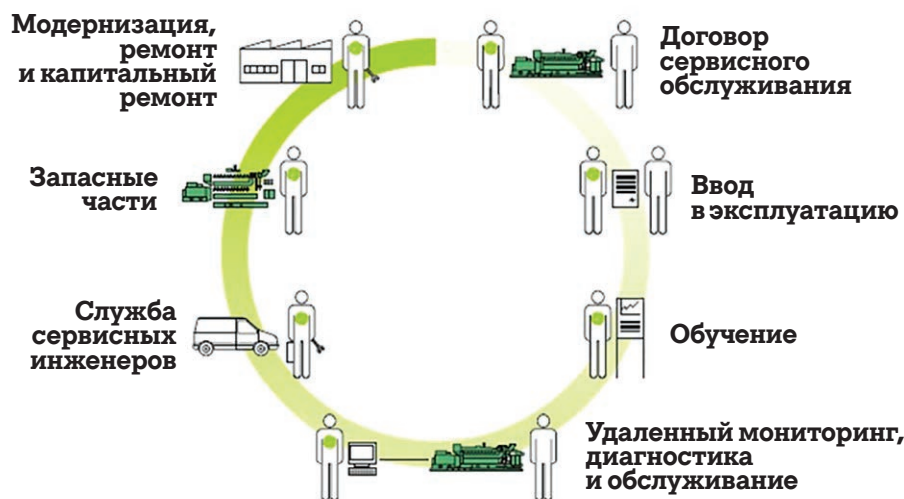 Модернизация,
ремонт
и капитальный
ремонт
Договор
сервисного
обслуживания
Запасные
части
Ввод
в эксплуатацию
Служба
сервисных
инженеров
Обучение
Удаленный мониторинг,
диагностика
и обслуживание